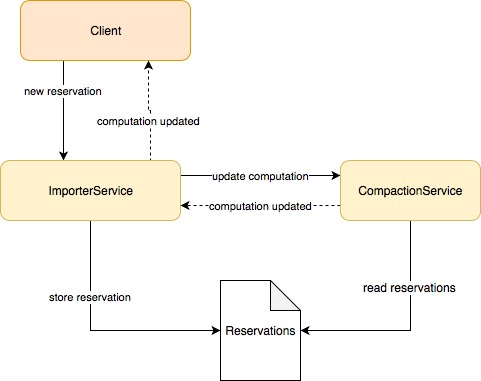 Client
new reservation
computation updated
ImporterService
update computation
CompactionService
computation updated
store reservation
read reservations
Reservations